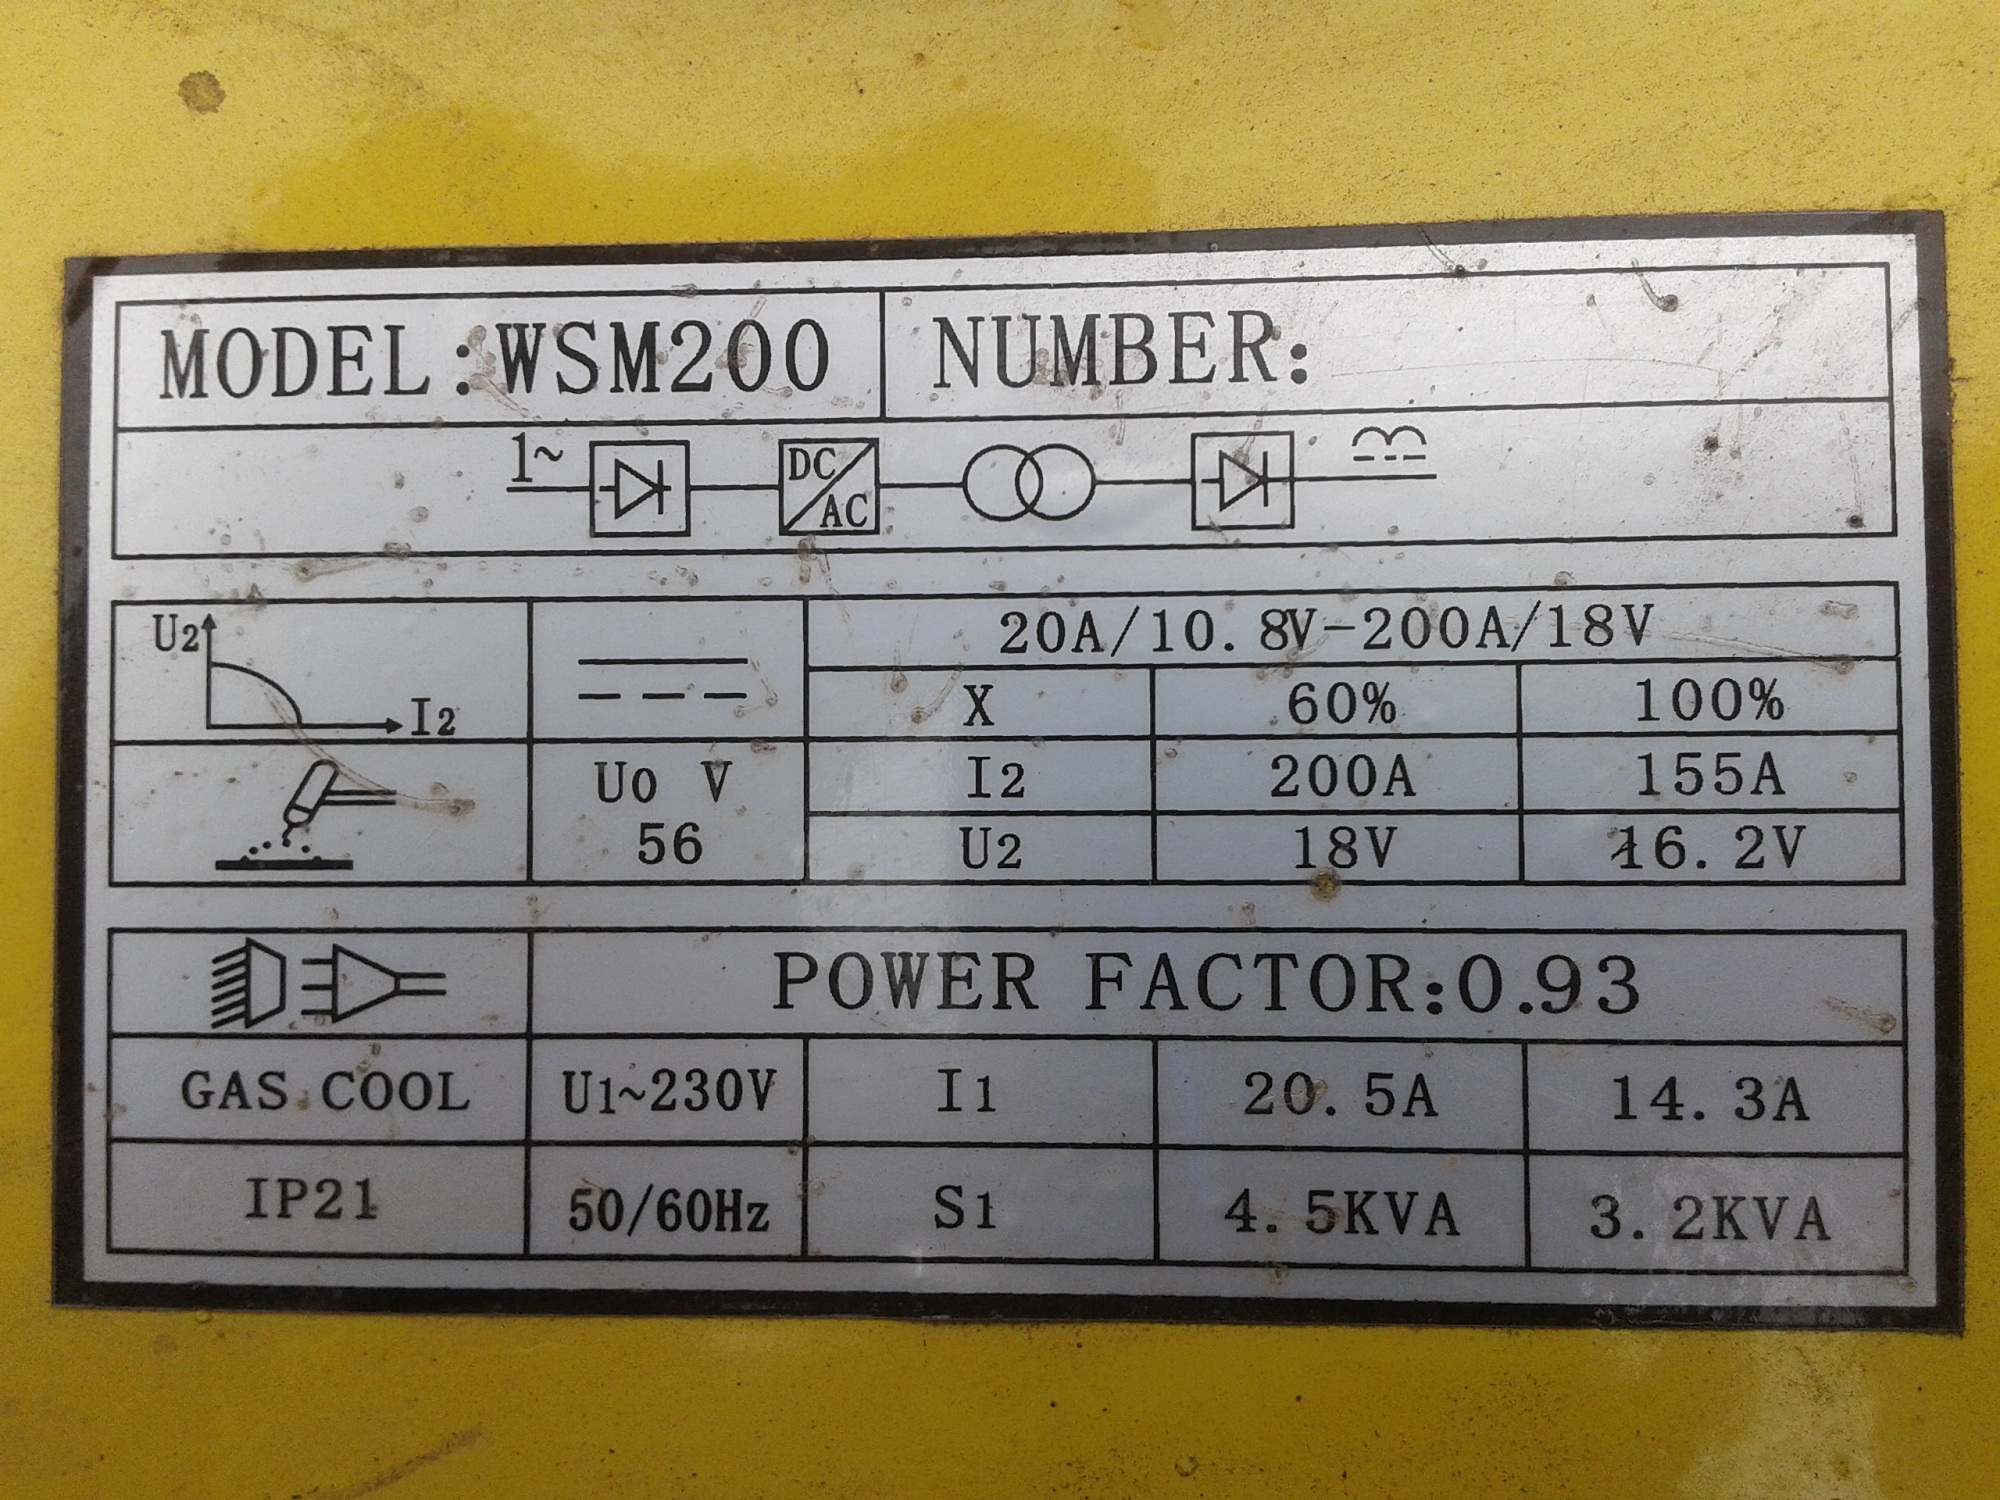 MODEL:WSM200 NUMBER:
1~ DC/AC
U2 I2 20A/10.8V-200A/18V
X 60% 100%
U0 V I2 200A 155A
56 U2 18V 16.2V
POWER FACTOR:0.93
GAS COOL U1~230V I1 20.5A 14.3A
IP21 50/60Hz S1 4.5KVA 3.2KVA